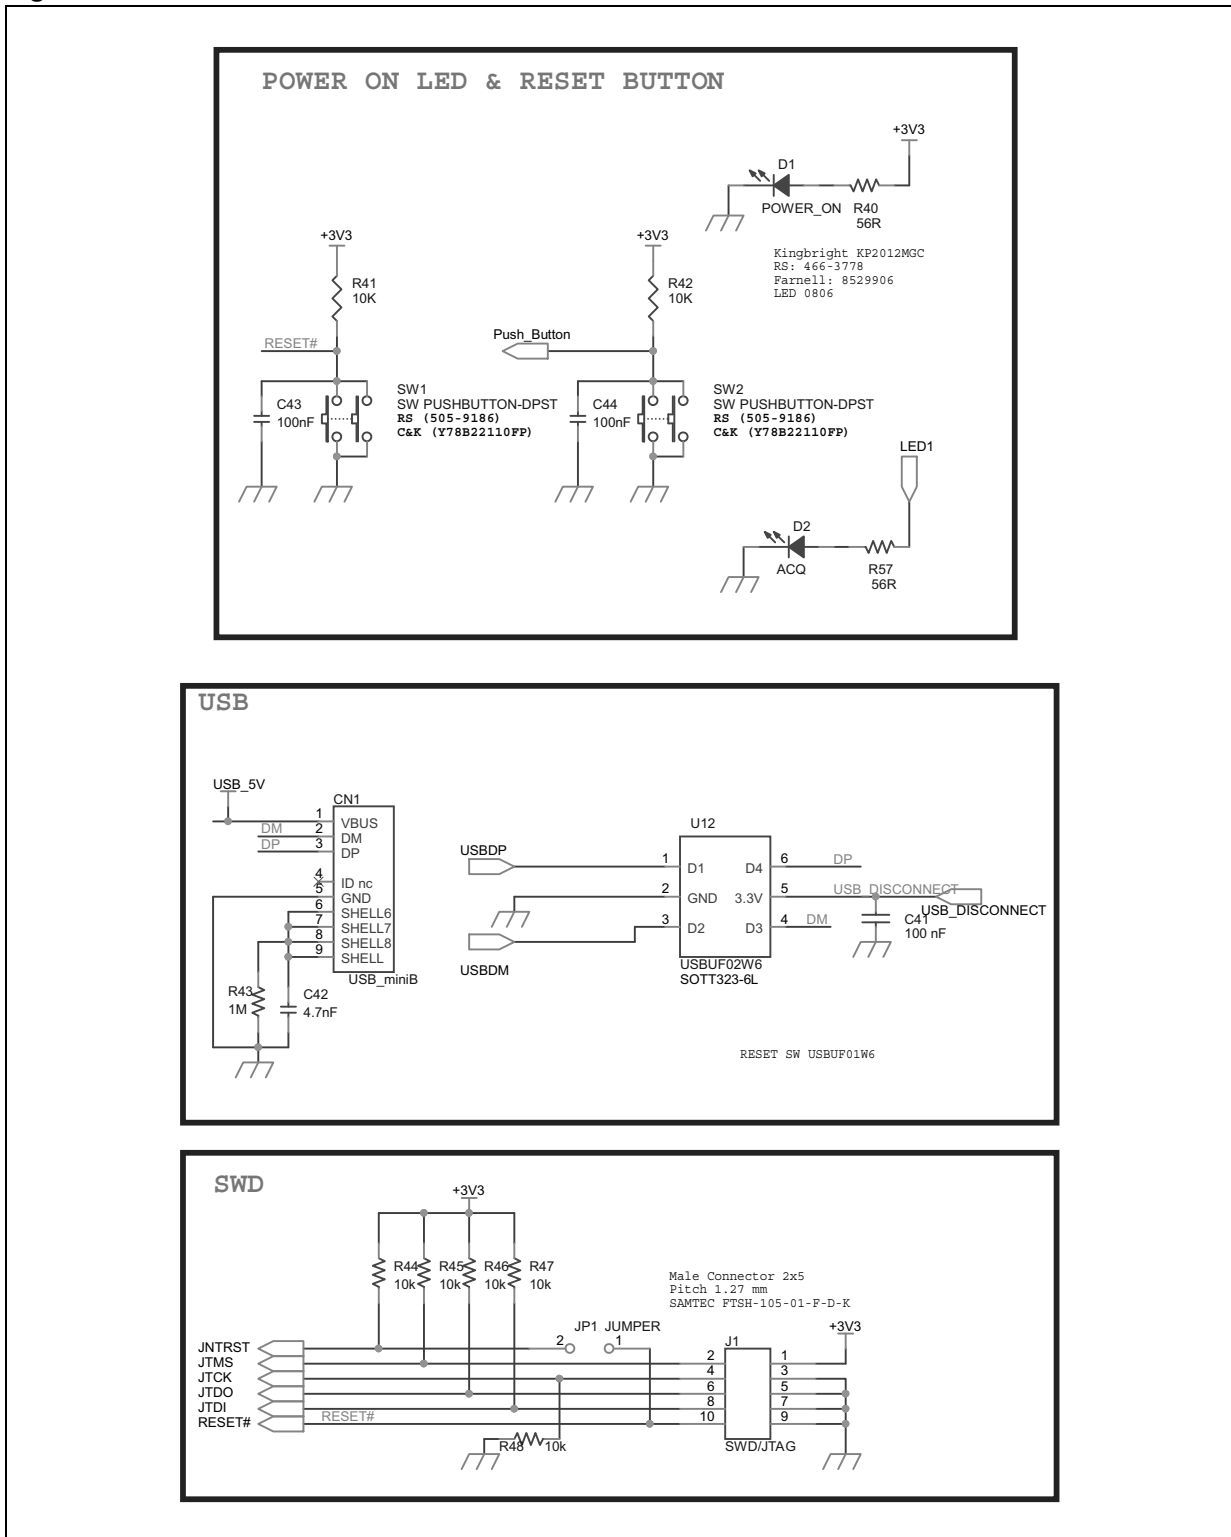 POWER ON LED & RESET BUTTON
+3V3
D1
POWER_ON
R40
56R
Kingbright KP2012MGC
RS: 466-3778
Farnell: 8529906
LED 0806
+3V3
R41
10K
RESET#
C43
100nF
SW1
SW PUSHBUTTON-DPST
RS (505-9186)
C&K (Y78B22110FP)
+3V3
R42
10K
Push_Button
C44
100nF
SW2
SW PUSHBUTTON-DPST
RS (505-9186)
C&K (Y78B22110FP)
LED1
D2
ACQ
R57
56R
USB
USB_5V
CN1
1 VBUS
DM 2 DM
DP 3 DP
4 ID nc
5 GND
6 SHELL6
7 SHELL7
8 SHELL8
9 SHELL
USB_miniB
R43
1M
C42
4.7nF
U12
USBDP
1 D1 D4 6 DP
2 GND 3.3V 5 USB_DISCONNECT
USB_DISCONNECT
3 D2 D3 4 DM
USBDM
C41
100 nF
USBUF02W6
SOTT323-6L
RESET SW USBUF01W6
SWD
+3V3
R44 R45 R46 R47
10k 10k 10k 10k
Male Connector 2x5
Pitch 1.27 mm
SAMTEC FTSH-105-01-F-D-K
JP1 JUMPER
2 1
J1
+3V3
JNTRST
JTMS 2 1
JTCK 4 3
JTDO 6 5
JTDI 8 7
RESET# RESET# 10 9
R48 10k
SWD/JTAG